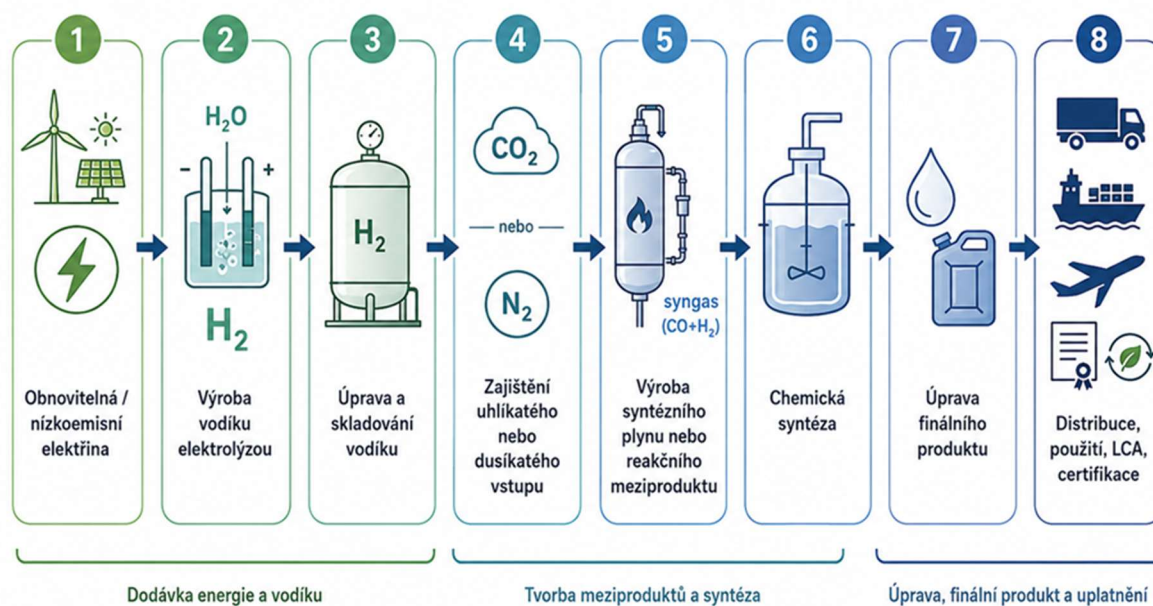 1
2
3
4
5
6
7
8
H₂O
- +
H₂
H₂
CO₂
nebo
N₂
syngas
(CO+H₂)
Obnovitelná /
nízkoemisní
elektřina
Výroba
vodíku
elektrolýzou
Úprava a
skladování
vodíku
Zajištění
uhlíkatého
nebo
dusíkatého
vstupu
Výroba
syntézního
plynu nebo
reakčního
meziproduktu
Chemická
syntéza
Úprava
finálního
produktu
Distribuce,
použití, LCA,
certifikace
Dodávka energie a vodíku
Tvorba meziproduktů a syntéza
Úprava, finální produkt a uplatnění